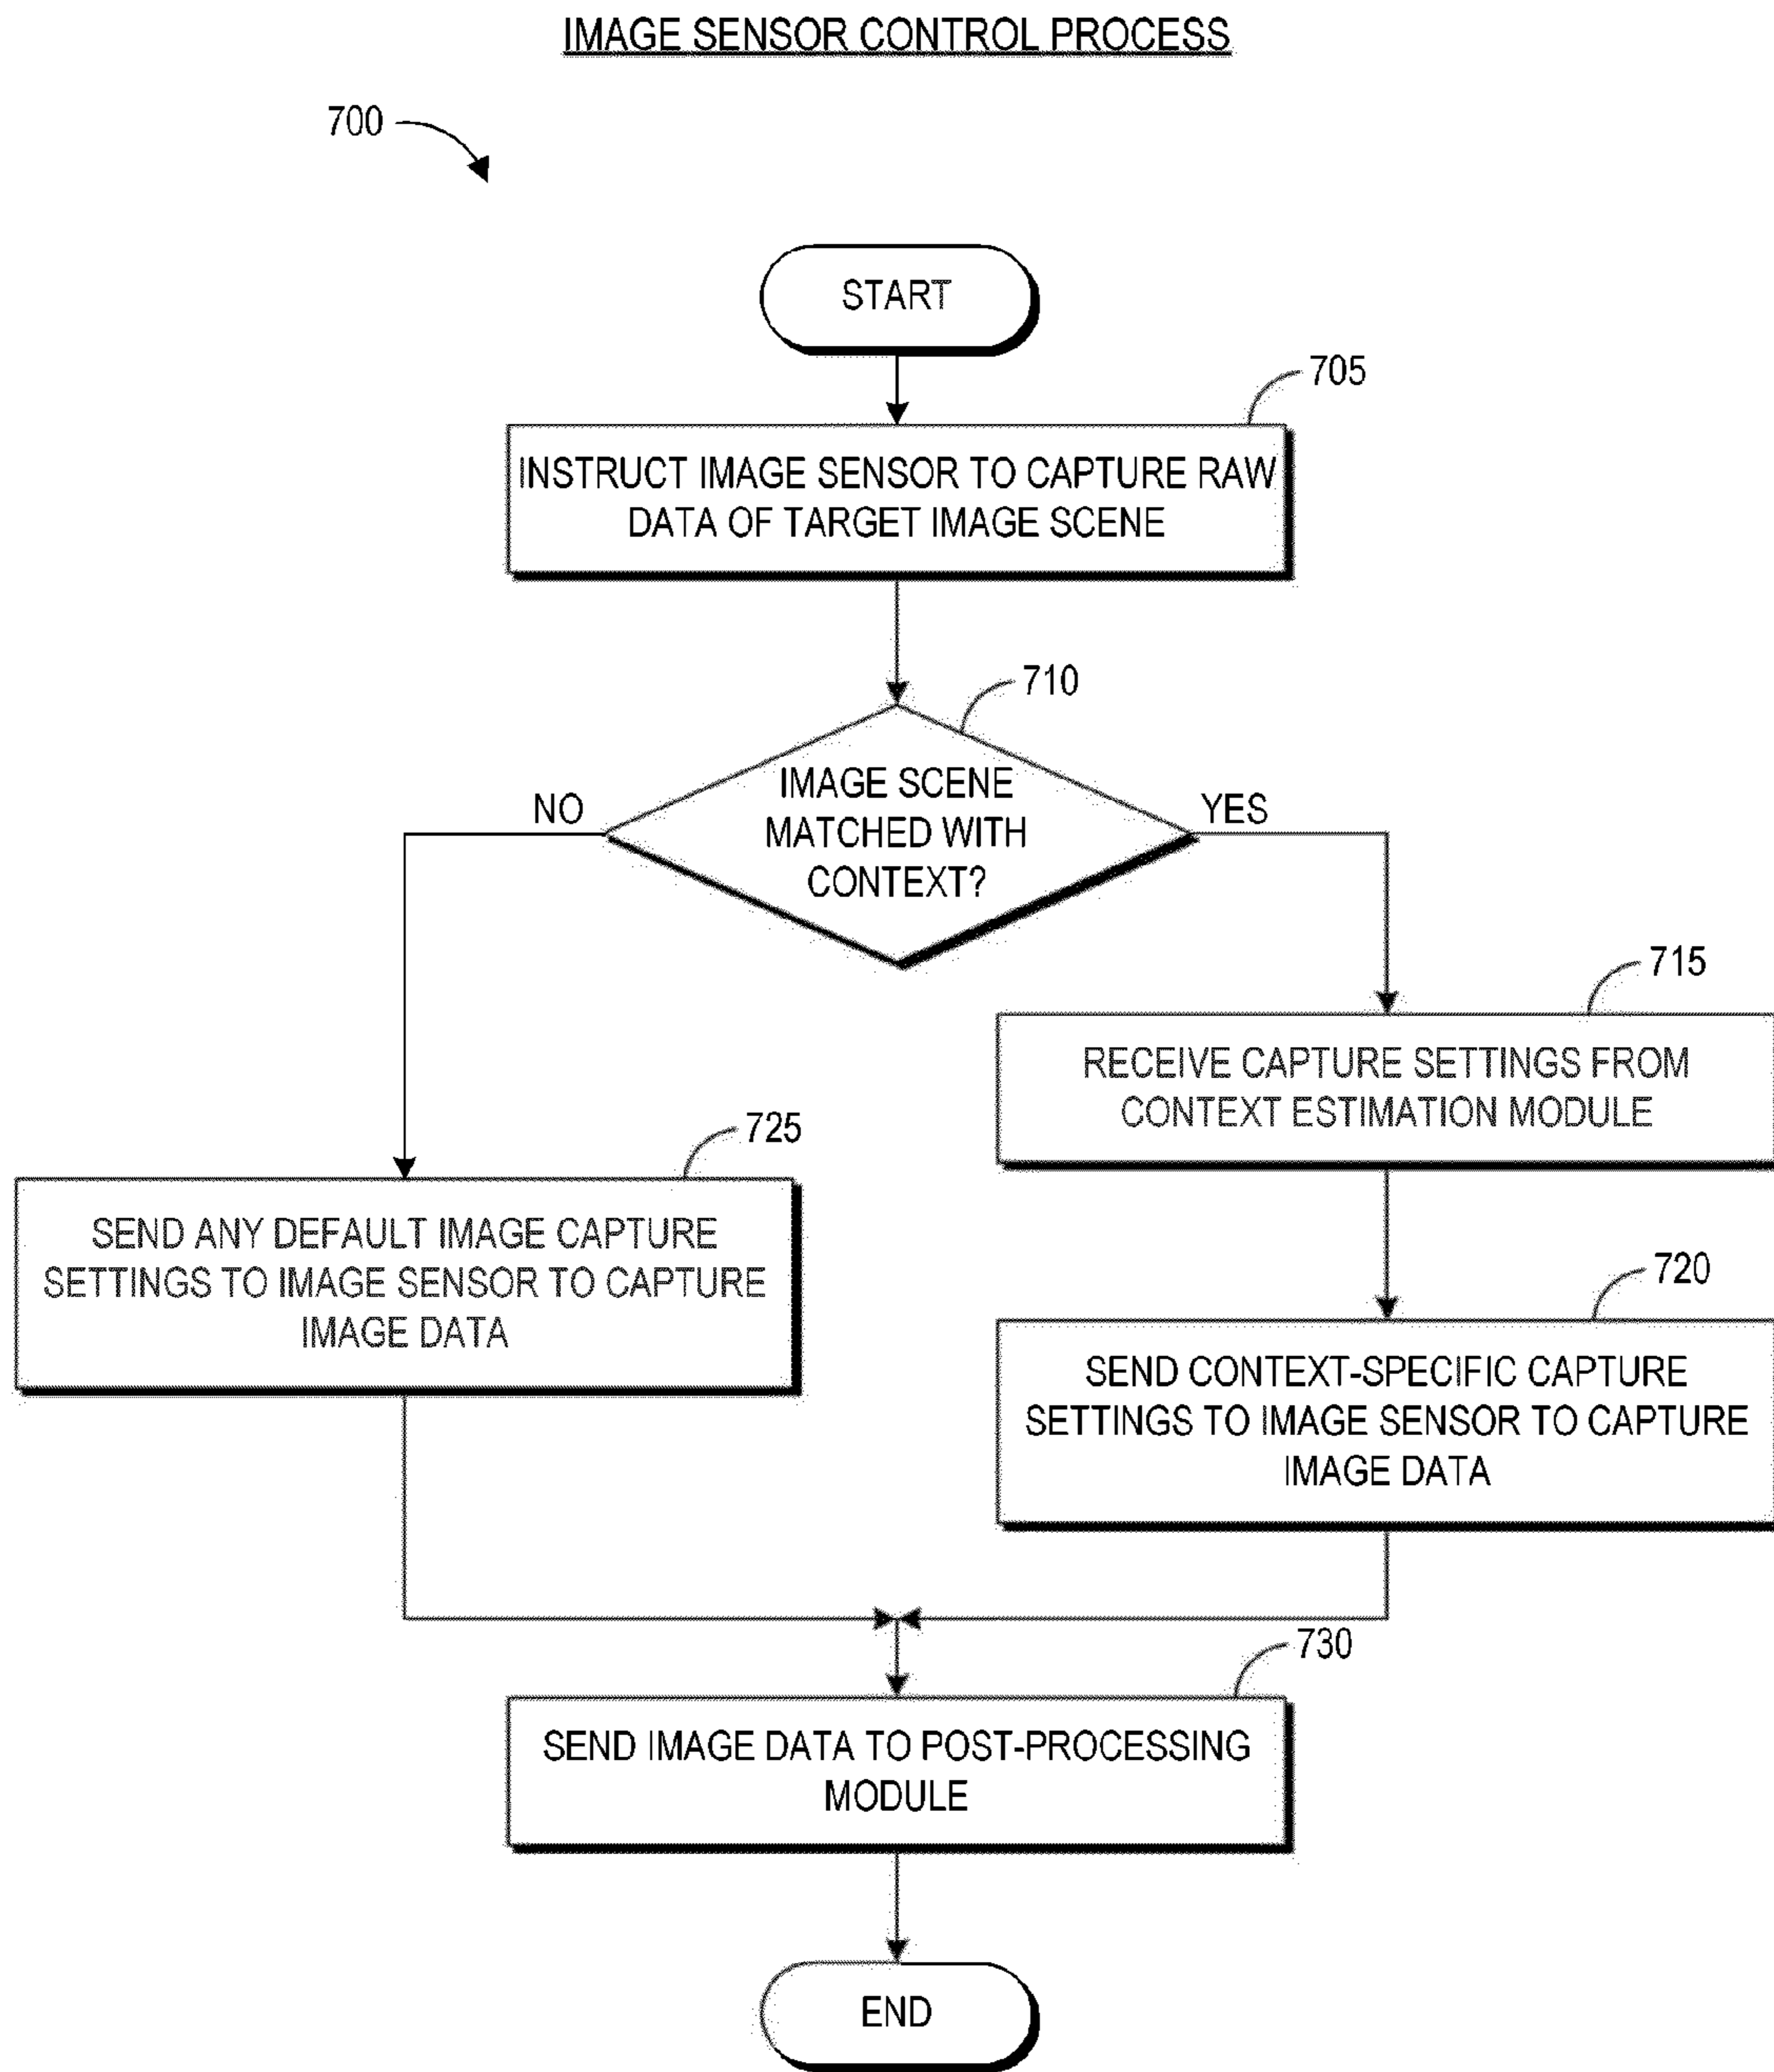 IMAGE SENSOR CONTROL PROCESS
700
START
705
INSTRUCT IMAGE SENSOR TO CAPTURE RAW
DATA OF TARGET IMAGE SCENE
710
IMAGE SCENE
MATCHED WITH
CONTEXT?
NO
YES
715
RECEIVE CAPTURE SETTINGS FROM
CONTEXT ESTIMATION MODULE
725
SEND ANY DEFAULT IMAGE CAPTURE
SETTINGS TO IMAGE SENSOR TO CAPTURE
IMAGE DATA
720
SEND CONTEXT-SPECIFIC CAPTURE
SETTINGS TO IMAGE SENSOR TO CAPTURE
IMAGE DATA
730
SEND IMAGE DATA TO POST-PROCESSING
MODULE
END